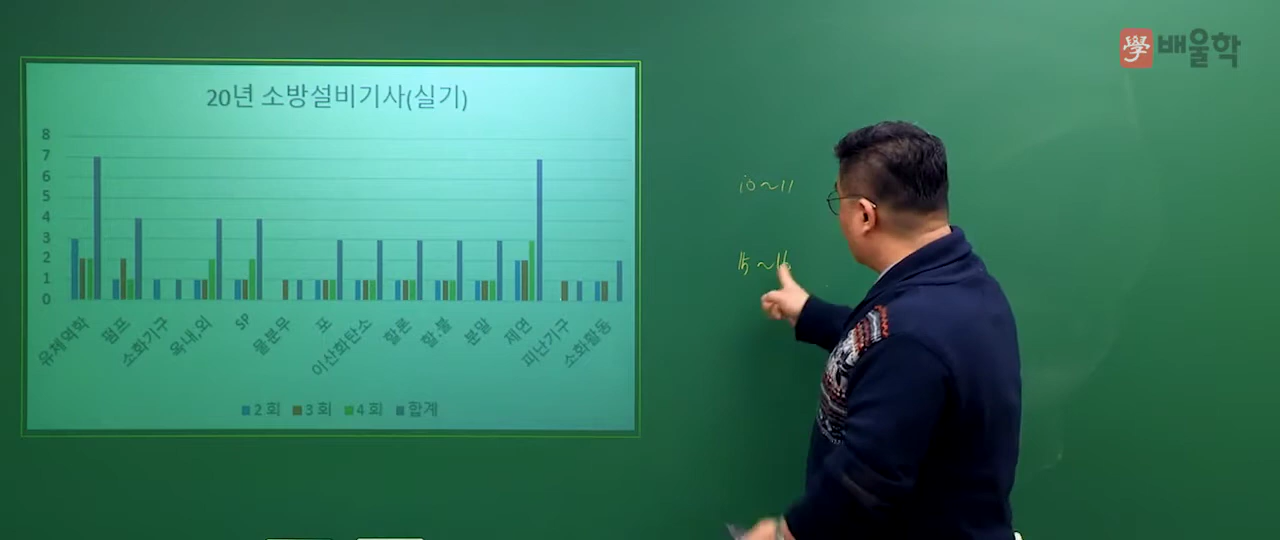 學 배울학
20년 소방설비기사(실기)
8
7
6
5
4
3
2
1
0
유체역학
펌프
소화기구
옥내,외
SP
물분무
포
이산화탄소
할론
할.불
분말
제연
피난기구
소화활동
2회 3회 4회 합계
10~11
15~16